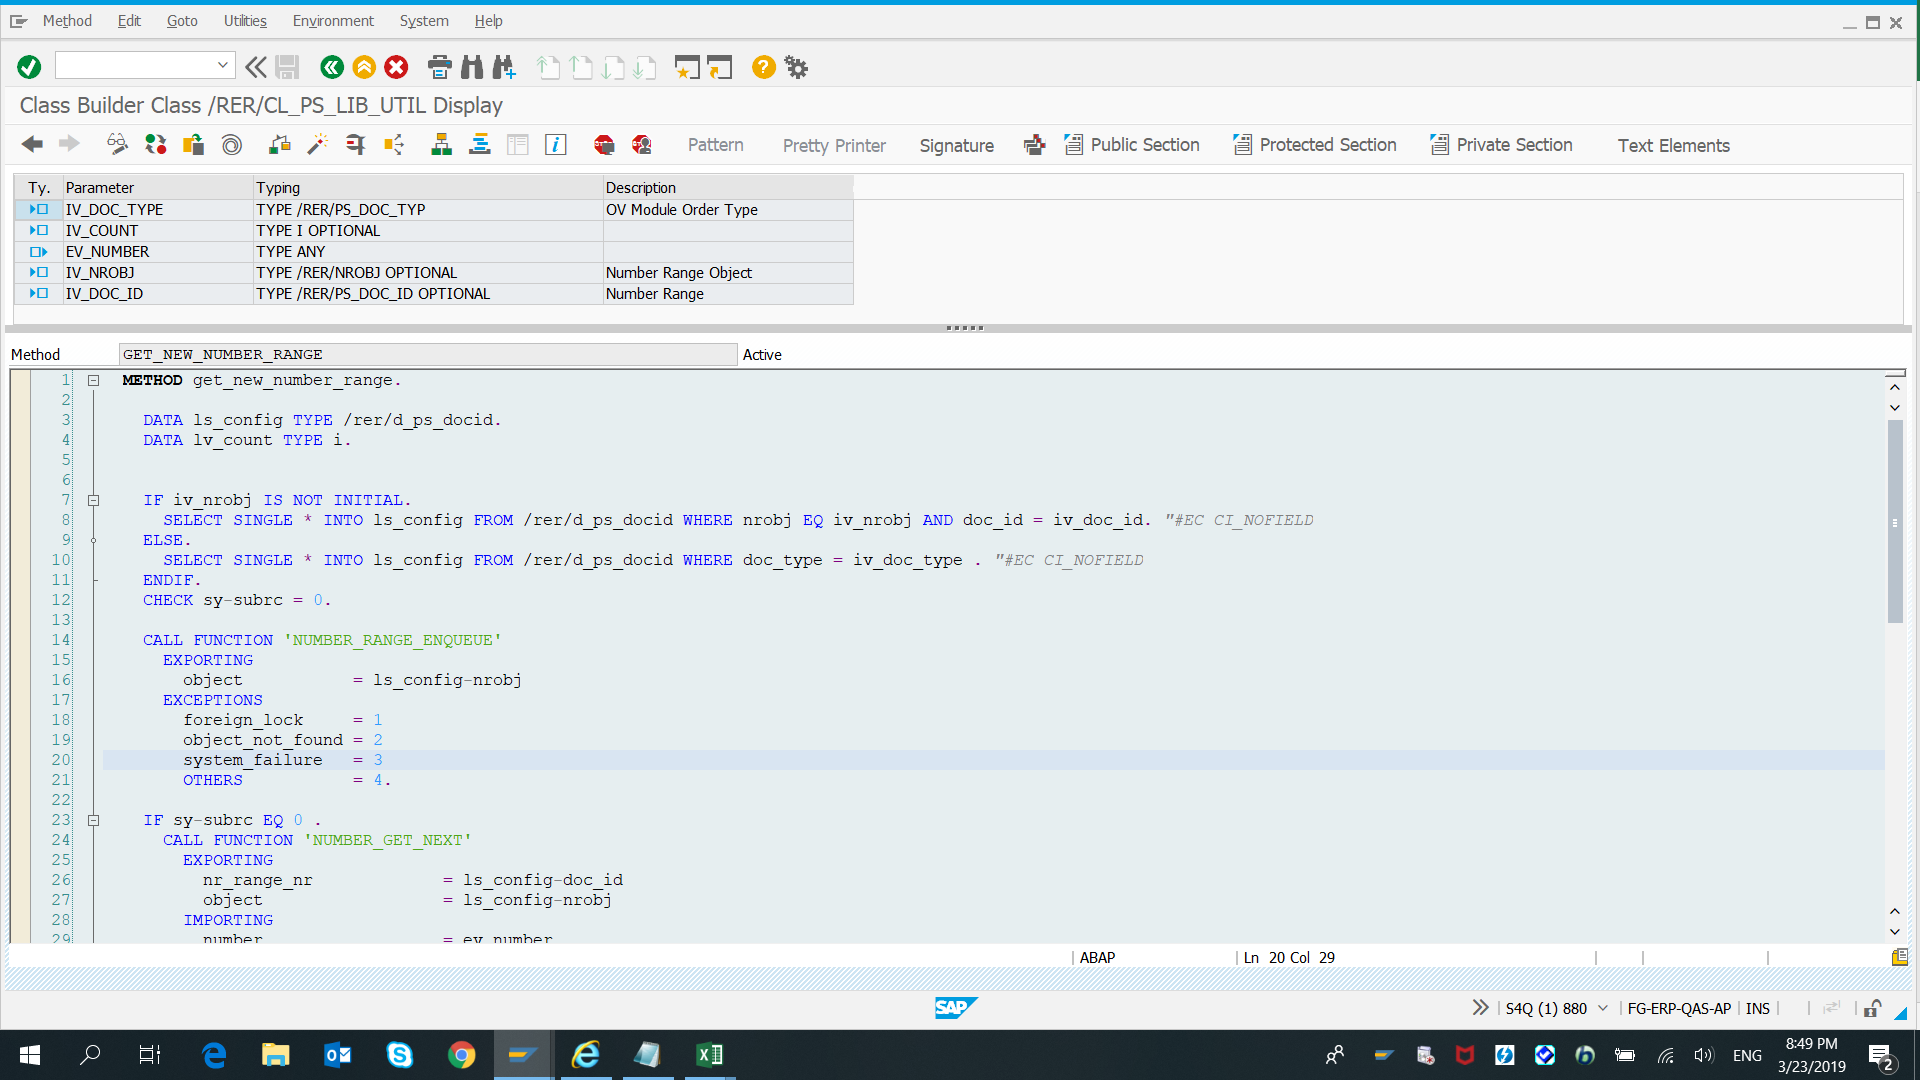 Method Edit Goto Utilities Environment System Help
Class Builder Class /RER/CL_PS_LIB_UTIL Display
Pattern Pretty Printer Signature Public Section Protected Section Private Section Text Elements
Ty. Parameter Typing Description
IV_DOC_TYPE TYPE /RER/PS_DOC_TYP OV Module Order Type
IV_COUNT TYPE I OPTIONAL
EV_NUMBER TYPE ANY
IV_NROBJ TYPE /RER/NROBJ OPTIONAL Number Range Object
IV_DOC_ID TYPE /RER/PS_DOC_ID OPTIONAL Number Range
Method GET_NEW_NUMBER_RANGE Active
1 METHOD get_new_number_range.
2
3 DATA ls_config TYPE /rer/d_ps_docid.
4 DATA lv_count TYPE i.
5
6
7 IF iv_nrobj IS NOT INITIAL.
8 SELECT SINGLE * INTO ls_config FROM /rer/d_ps_docid WHERE nrobj EQ iv_nrobj AND doc_id = iv_doc_id. "#EC CI_NOFIELD
9 ELSE.
10 SELECT SINGLE * INTO ls_config FROM /rer/d_ps_docid WHERE doc_type = iv_doc_type . "#EC CI_NOFIELD
11 ENDIF.
12 CHECK sy-subrc = 0.
13
14 CALL FUNCTION 'NUMBER_RANGE_ENQUEUE'
15 EXPORTING
16 object = ls_config-nrobj
17 EXCEPTIONS
18 foreign_lock = 1
19 object_not_found = 2
20 system_failure = 3
21 OTHERS = 4.
22
23 IF sy-subrc EQ 0 .
24 CALL FUNCTION 'NUMBER_GET_NEXT'
25 EXPORTING
26 nr_range_nr = ls_config-doc_id
27 object = ls_config-nrobj
28 IMPORTING
29 number = ev_number
ABAP Ln 20 Col 29
SAP S4Q (1) 880 FG-ERP-QAS-AP INS
ENG 8:49 PM
3/23/2019 2